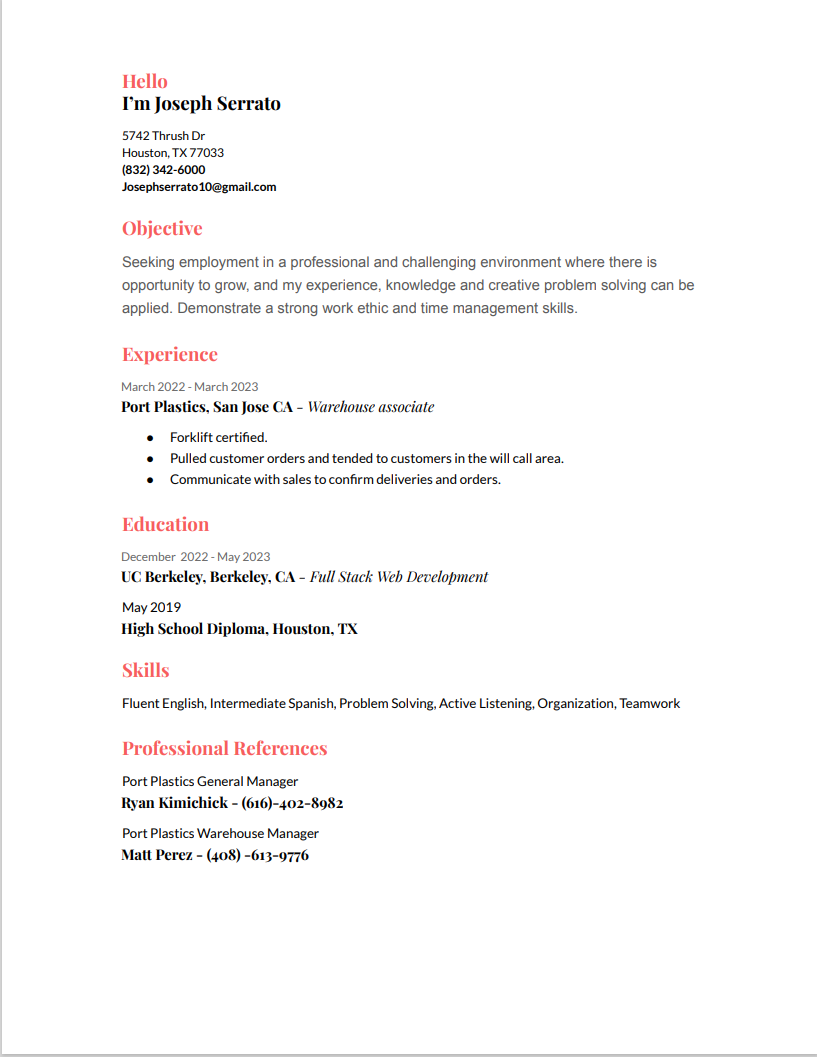 Hello
I'm Joseph Serrato
5742 Thrush Dr
Houston, TX 77033
(832) 342-6000
Josephserrato10@gmail.com
Objective
Seeking employment in a professional and challenging environment where there is
opportunity to grow, and my experience, knowledge and creative problem solving can be
applied. Demonstrate a strong work ethic and time management skills.
Experience
March 2022 - March 2023
Port Plastics, San Jose CA - Warehouse associate
● Forklift certified.
● Pulled customer orders and tended to customers in the will call area.
● Communicate with sales to confirm deliveries and orders.
Education
December 2022 - May 2023
UC Berkeley, Berkeley, CA - Full Stack Web Development
May 2019
High School Diploma, Houston, TX
Skills
Fluent English, Intermediate Spanish, Problem Solving, Active Listening, Organization, Teamwork
Professional References
Port Plastics General Manager
Ryan Kimichick - (616)-402-8982
Port Plastics Warehouse Manager
Matt Perez - (408) -613-9776